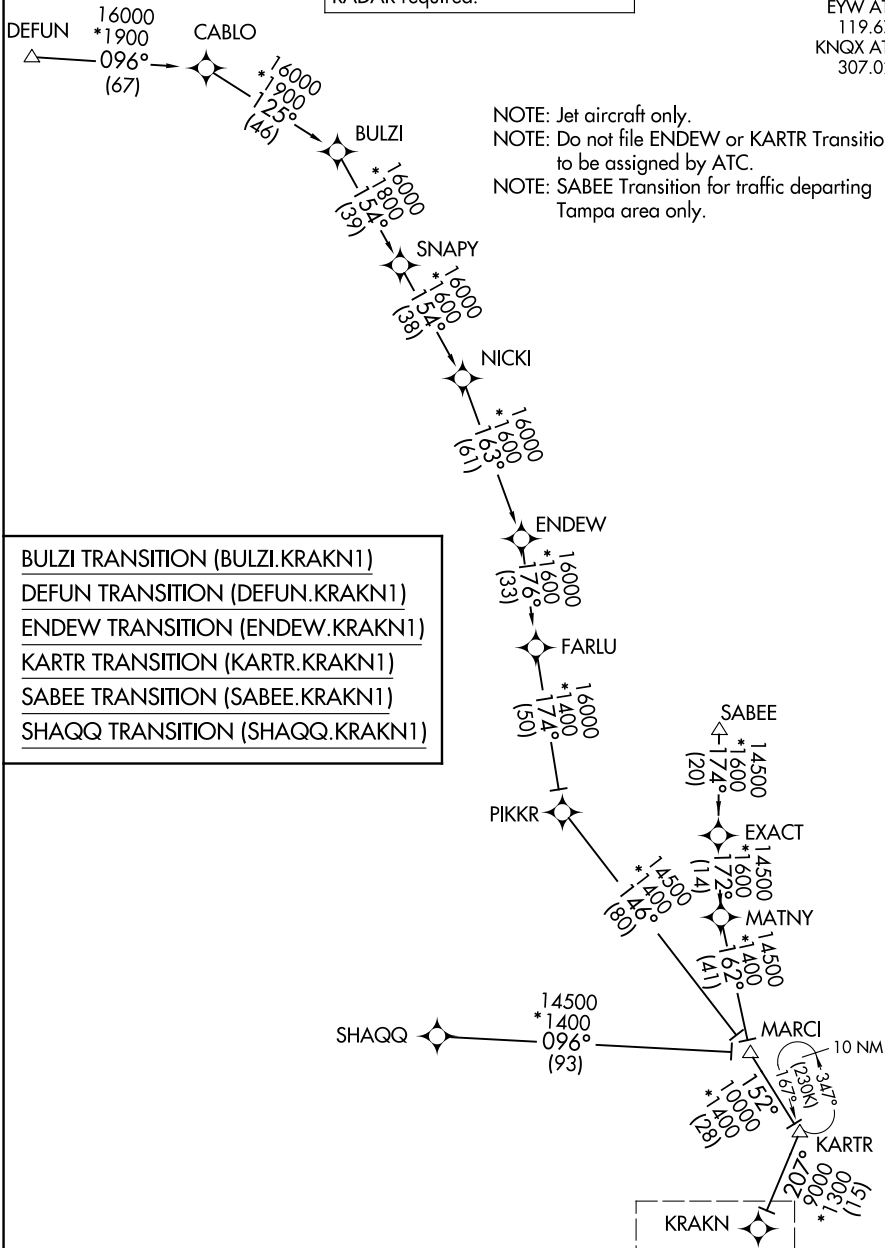 RADAR required.
EYW AT
119.6
KNQX AT
307.0
DEFUN
16000
*1900
096°
(67)
CABLO
16000
*1900
125°
(46)
BULZI
NOTE: Jet aircraft only.
NOTE: Do not file ENDEW or KARTR Transitio
to be assigned by ATC.
NOTE: SABEE Transition for traffic departing
Tampa area only.
16000
*1800
154°
(39)
SNAPY
16000
*1600
154°
(38)
NICKI
16000
*1600
163°
(61)
ENDEW
16000
*1600
176°
(33)
FARLU
16000
*1400
174°
(50)
PIKKR
BULZI TRANSITION (BULZI.KRAKN1)
DEFUN TRANSITION (DEFUN.KRAKN1)
ENDEW TRANSITION (ENDEW.KRAKN1)
KARTR TRANSITION (KARTR.KRAKN1)
SABEE TRANSITION (SABEE.KRAKN1)
SHAQQ TRANSITION (SHAQQ.KRAKN1)
SABEE
14500
*1600
174°
(20)
EXACT
14500
*1600
172°
(14)
MATNY
14500
*1400
162°
(41)
14500
*1400
146°
(80)
SHAQQ
14500
*1400
096°
(93)
MARCI
10 NM
347°
(230K)
167°
152°
10000
*1400
(28)
KARTR
207°
9000
*1300
(15)
KRAKN